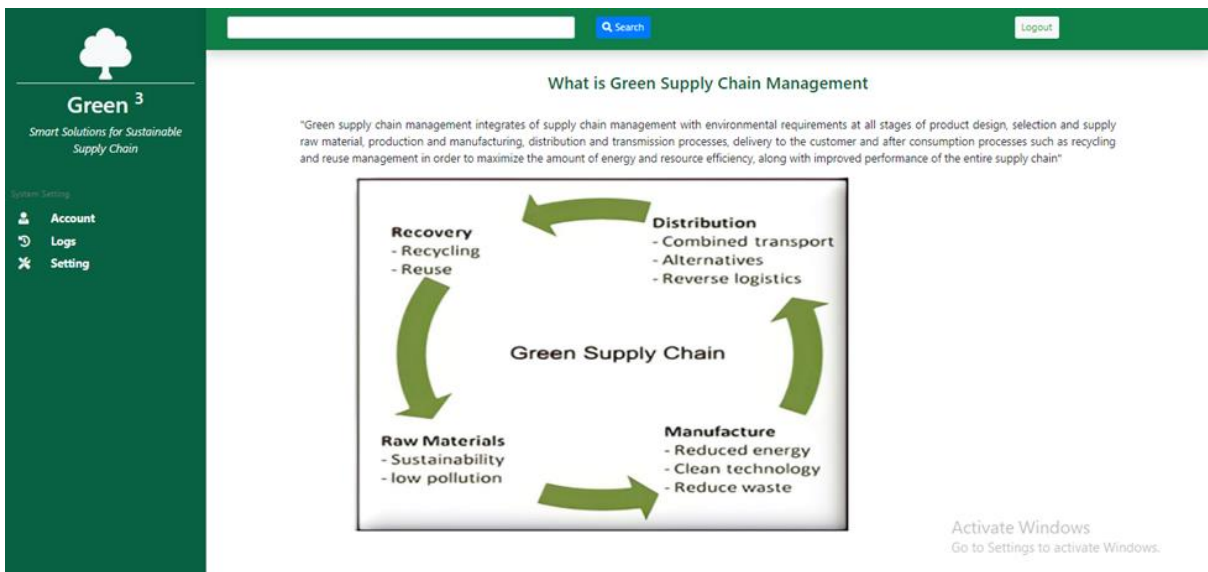 Search
Logout
Green 3
Smart Solutions for Sustainable
Supply Chain
System Setting
Account
Logs
Setting
What is Green Supply Chain Management
"Green supply chain management integrates of supply chain management with environmental requirements at all stages of product design, selection and supply
raw material, production and manufacturing, distribution and transmission processes, delivery to the customer and after consumption processes such as recycling
and reuse management in order to maximize the amount of energy and resource efficiency, along with improved performance of the entire supply chain"
Recovery
- Recycling
- Reuse
Distribution
- Combined transport
- Alternatives
- Reverse logistics
Green Supply Chain
Raw Materials
- Sustainability
- low pollution
Manufacture
- Reduced energy
- Clean technology
- Reduce waste
Activate Windows
Go to Settings to activate Windows.